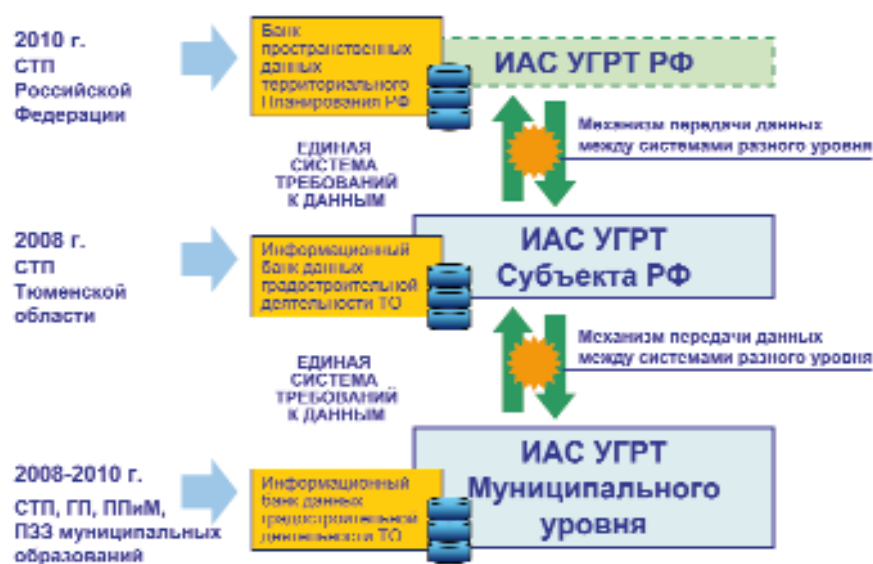 2010 г.
СТП
Российской
Федерации
Банк
пространственных
данных
территориального
Планирования РФ
ИАС УГРТ РФ
Механизм передачи данных
между системами разного уровня
ЕДИНАЯ
СИСТЕМА
ТРЕБОВАНИЙ
К ДАННЫМ
2008 г.
СТП
Тюменской
области
Информационный
банк данных
градостроительной
деятельности ТО
ИАС УГРТ
Субъекта РФ
Механизм передачи данных
между системами разного уровня
ЕДИНАЯ
СИСТЕМА
ТРЕБОВАНИЙ
К ДАННЫМ
2008-2010 г.
СТП, ГП, ППиМ,
ПЗЗ муниципальных
образований
Информационный
банк данных
градостроительной
деятельности ТО
ИАС УГРТ
Муниципального
уровня